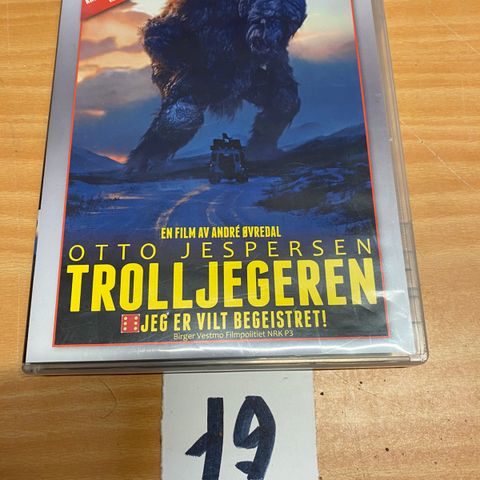 EN FILM AV ANDRÉ ØVREDAL
OTTO JESPERSEN
TROLLJEGEREN
JEG ER VILT BEGEISTRET!
Birger Vestmo Filmpolitiet NRK P3
19